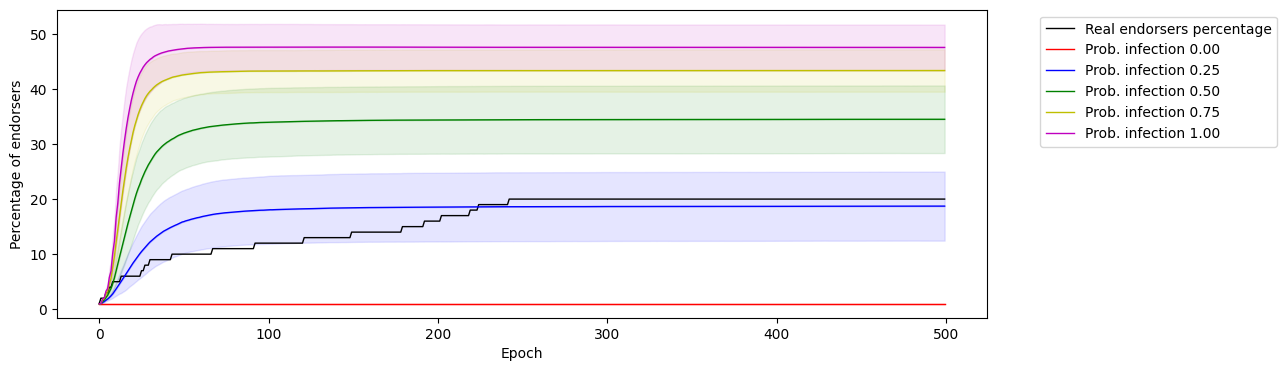 50
40
30
20
10
0
Percentage of endorsers
0 100 200 300 400 500
Epoch
Real endorsers percentage
Prob. infection 0.00
Prob. infection 0.25
Prob. infection 0.50
Prob. infection 0.75
Prob. infection 1.00